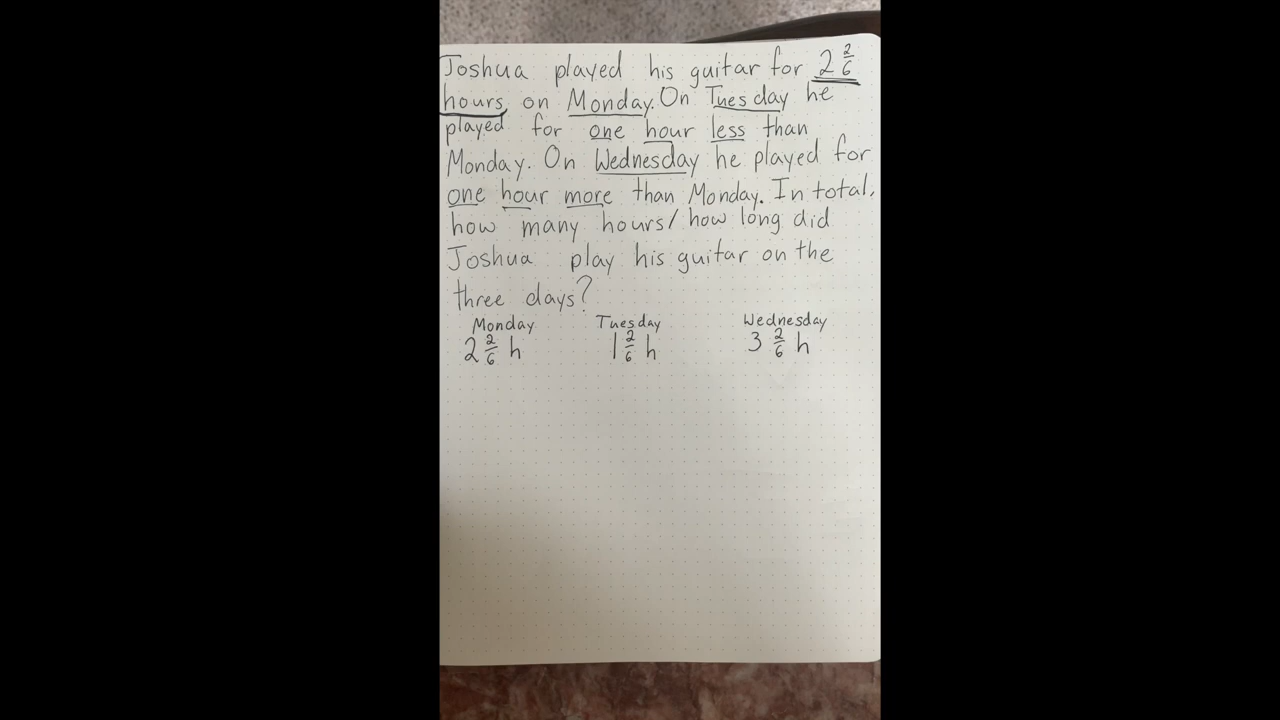 Joshua played his guitar for 2 2/6
hours on Monday. On Tuesday he
played for one hour less than
Monday. On Wednesday he played for
one hour more than Monday. In total,
how many hours/how long did
Joshua play his guitar on the
three days?
Monday Tuesday Wednesday
2 2/6 h 1 2/6 h 3 2/6 h